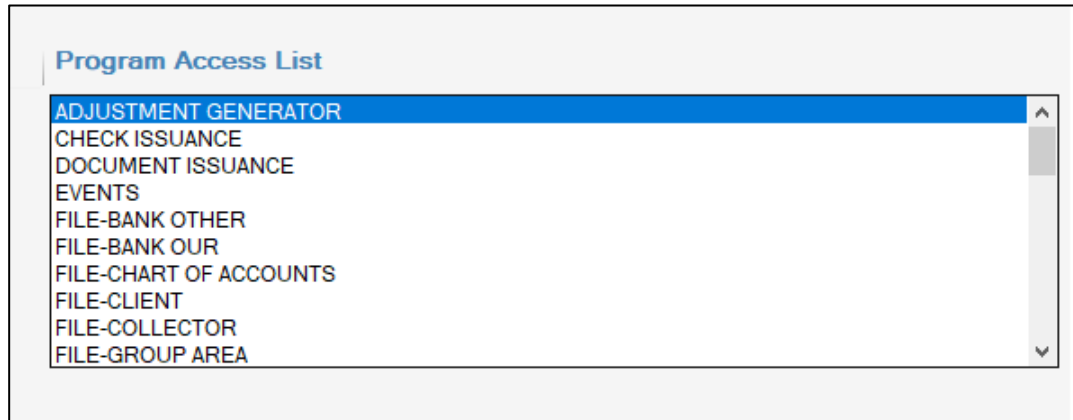 Program Access List
ADJUSTMENT GENERATOR
CHECK ISSUANCE
DOCUMENT ISSUANCE
EVENTS
FILE-BANK OTHER
FILE-BANK OUR
FILE-CHART OF ACCOUNTS
FILE-CLIENT
FILE-COLLECTOR
FILE-GROUP AREA